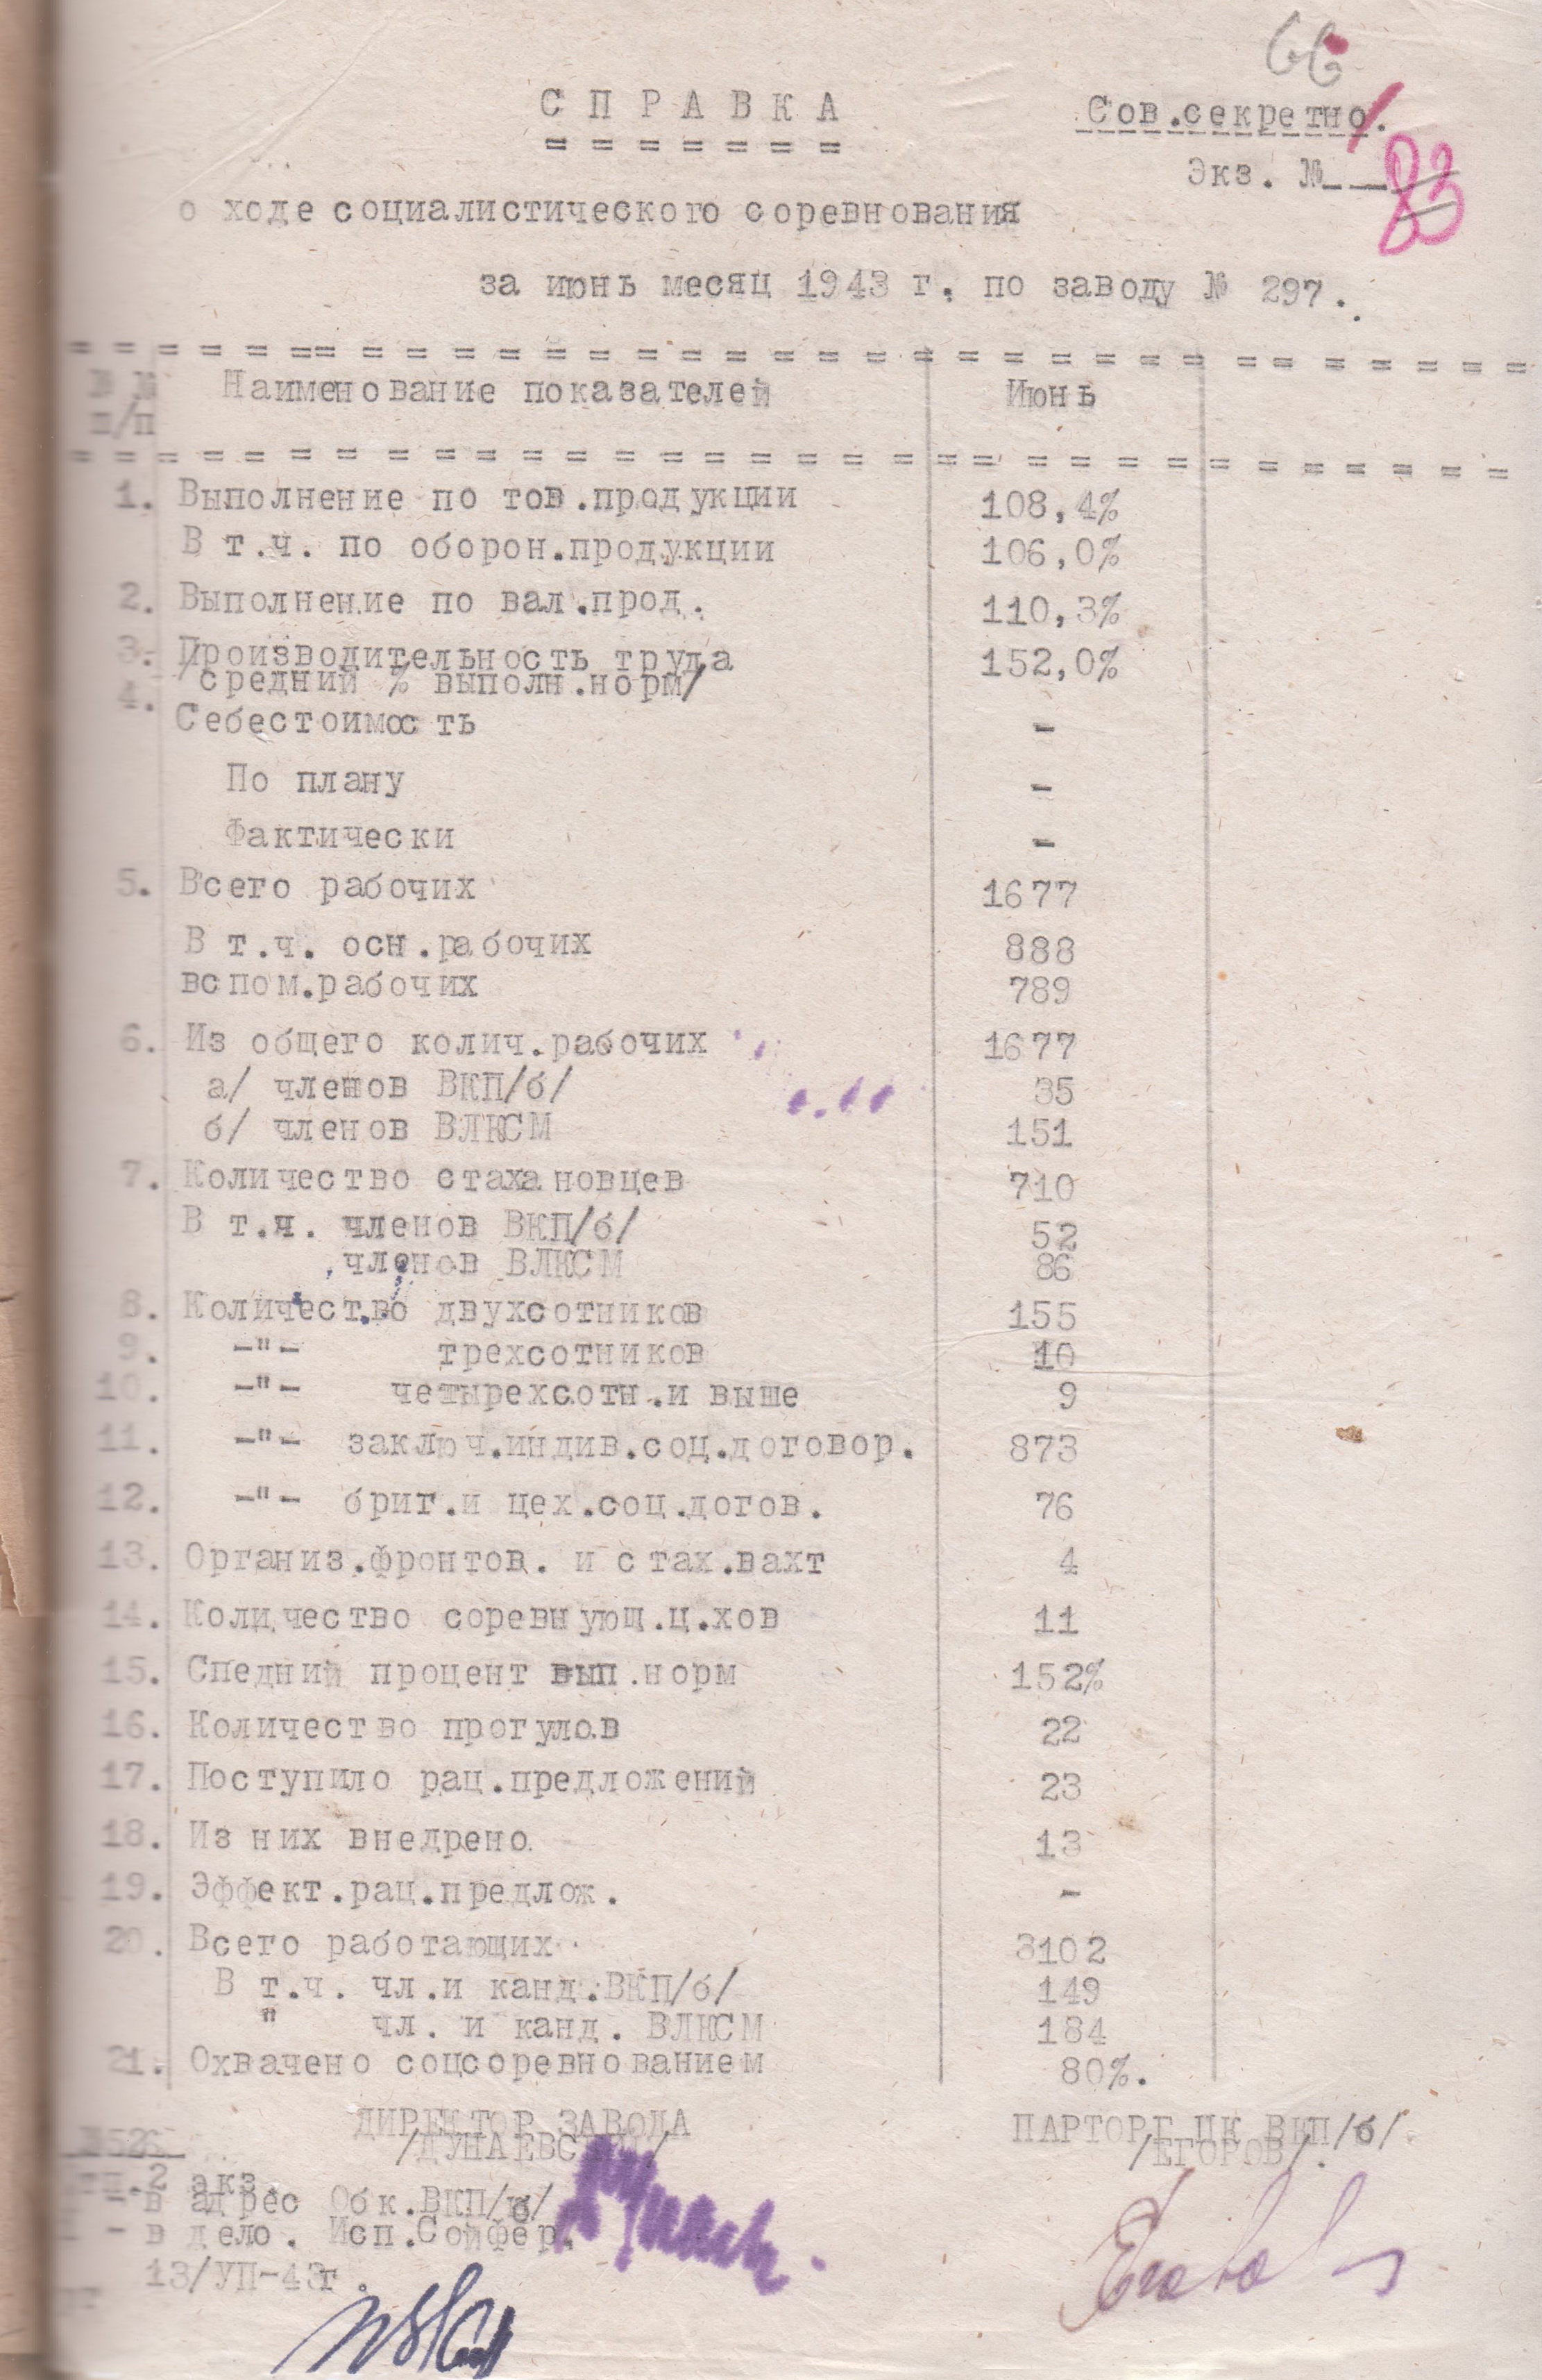 66
СПРАВКА
Сов.секретно.
Экз. №
83
о ходе социалистического соревнования
за июнь месяц 1943 г. по заводу № 297.
№ №
п/п
Наименование показателей
Июнь
1. Выполнение по тов.продукции 108,4%
В т.ч. по оборон.продукции 106,0%
2. Выполнение по вал.прод. 110,3%
3. Производительность труда 152,0%
/средний % выполн.норм/
4. Себестоимость -
По плану -
Фактически -
5. Всего рабочих 1677
В т.ч. осн.рабочих 888
вспом.рабочих 789
6. Из общего колич.рабочих 1677
а/ членов ВКП/б/ 35
б/ членов ВЛКСМ 151
7. Количество стахановцев 710
В т.ч. членов ВКП/б/ 52
членов ВЛКСМ 86
8. Количество двухсотников 155
9. -"- трехсотников 10
10. -"- четырехсотн.и выше 9
11. -"- заключ.индив.соц.договор. 873
12. -"- бриг.и цех.соц.догов. 76
13. Организ.фронтов. и стах.вахт 4
14. Количество соревнующ.ц.хов 11
15. Спедний процент вып.норм 152%
16. Количество прогулов 22
17. Поступило рац.предложений 23
18. Из них внедрено 13
19. Эффект.рац.предлож. -
20. Всего работающих 3102
В т.ч. чл.и канд.ВКП/б/ 149
" чл. и канд. ВЛКСМ 184
21. Охвачено соцсоревнованием 80%.
ДИРЕКТОР ЗАВОДА
/ДУНАЕВСКИЙ/
ПАРТОРГ ЦК ВКП/б/
/ЕГОРОВ/.
№526
2 экз.
- в адрес Обк.ВКП/б/
- в дело. Исп.Сойфер.
13/УП-43г.